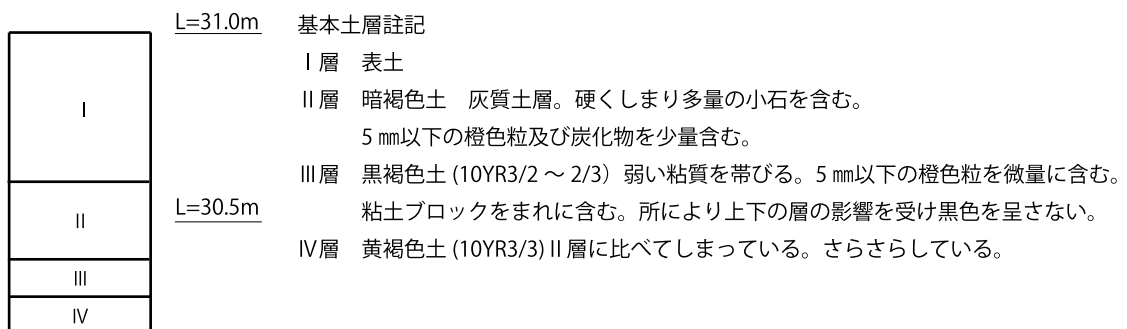 L=31.0m
基本土層註記
Ⅰ層　表土
Ⅱ層　暗褐色土　灰質土層。硬くしまり多量の小石を含む。
5 ㎜以下の橙色粒及び炭化物を少量含む。
Ⅲ層　黒褐色土 (10YR3/2 ～ 2/3）弱い粘質を帯びる。5 ㎜以下の橙色粒を微量に含む。
粘土ブロックをまれに含む。所により上下の層の影響を受け黒色を呈さない。
Ⅳ層　黄褐色土 (10YR3/3) Ⅱ層に比べてしまっている。さらさらしている。
L=30.5m
Ⅰ
Ⅱ
Ⅲ
Ⅳ